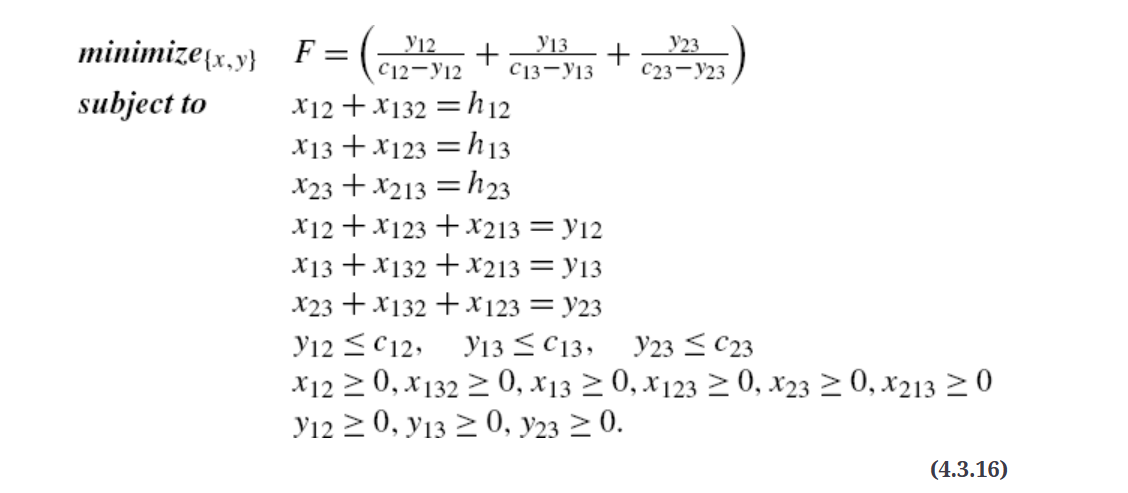 minimize{x,y} F = ( y12/(c12−y12) + y13/(c13−y13) + y23/(c23−y23) )
subject to x12 + x132 = h12
x13 + x123 = h13
x23 + x213 = h23
x12 + x123 + x213 = y12
x13 + x132 + x213 = y13
x23 + x132 + x123 = y23
y12 ≤ c12, y13 ≤ c13, y23 ≤ c23
x12 ≥ 0, x132 ≥ 0, x13 ≥ 0, x123 ≥ 0, x23 ≥ 0, x213 ≥ 0
y12 ≥ 0, y13 ≥ 0, y23 ≥ 0.
(4.3.16)